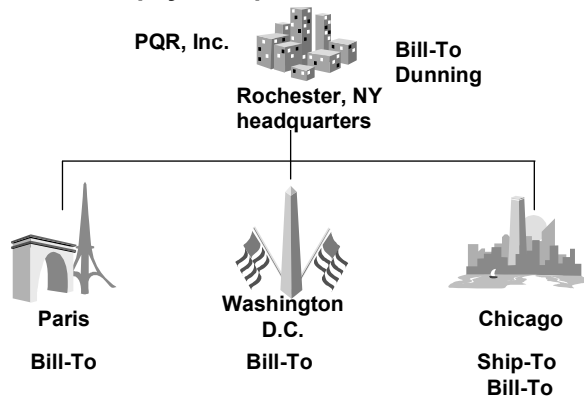 PQR, Inc.
Bill-To
Dunning
Rochester, NY
headquarters
Paris
Bill-To
Washington
D.C.
Bill-To
Chicago
Ship-To
Bill-To